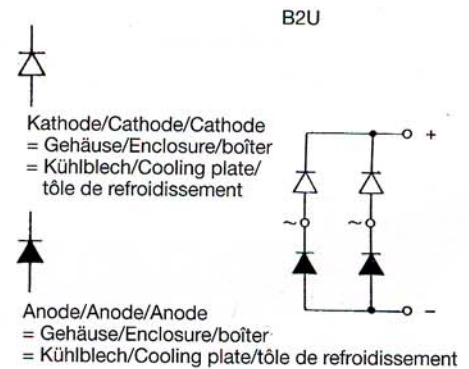 B2U
Kathode/Cathode/Cathode
= Gehäuse/Enclosure/boîter
= Kühlblech/Cooling plate/
tôle de refroidissement
+
~ ~
−
Anode/Anode/Anode
= Gehäuse/Enclosure/boîter
= Kühlblech/Cooling plate/tôle de refroidissement